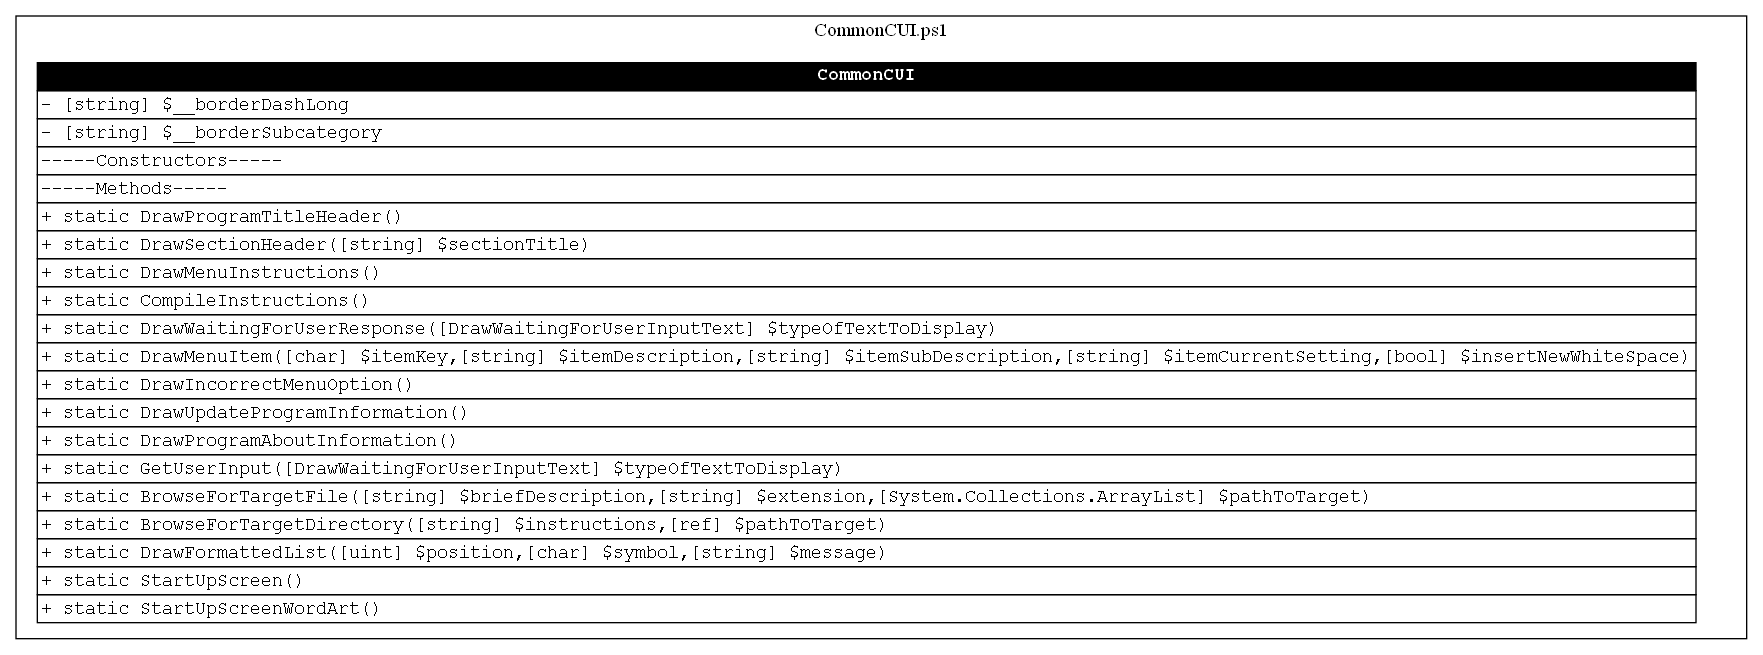 CommonCUI.ps1
CommonCUI
- [string] $__borderDashLong
- [string] $__borderSubcategory
-----Constructors-----
-----Methods-----
+ static DrawProgramTitleHeader()
+ static DrawSectionHeader([string] $sectionTitle)
+ static DrawMenuInstructions()
+ static CompileInstructions()
+ static DrawWaitingForUserResponse([DrawWaitingForUserInputText] $typeOfTextToDisplay)
+ static DrawMenuItem([char] $itemKey,[string] $itemDescription,[string] $itemSubDescription,[string] $itemCurrentSetting,[bool] $insertNewWhiteSpace)
+ static DrawIncorrectMenuOption()
+ static DrawUpdateProgramInformation()
+ static DrawProgramAboutInformation()
+ static GetUserInput([DrawWaitingForUserInputText] $typeOfTextToDisplay)
+ static BrowseForTargetFile([string] $briefDescription,[string] $extension,[System.Collections.ArrayList] $pathToTarget)
+ static BrowseForTargetDirectory([string] $instructions,[ref] $pathToTarget)
+ static DrawFormattedList([uint] $position,[char] $symbol,[string] $message)
+ static StartUpScreen()
+ static StartUpScreenWordArt()